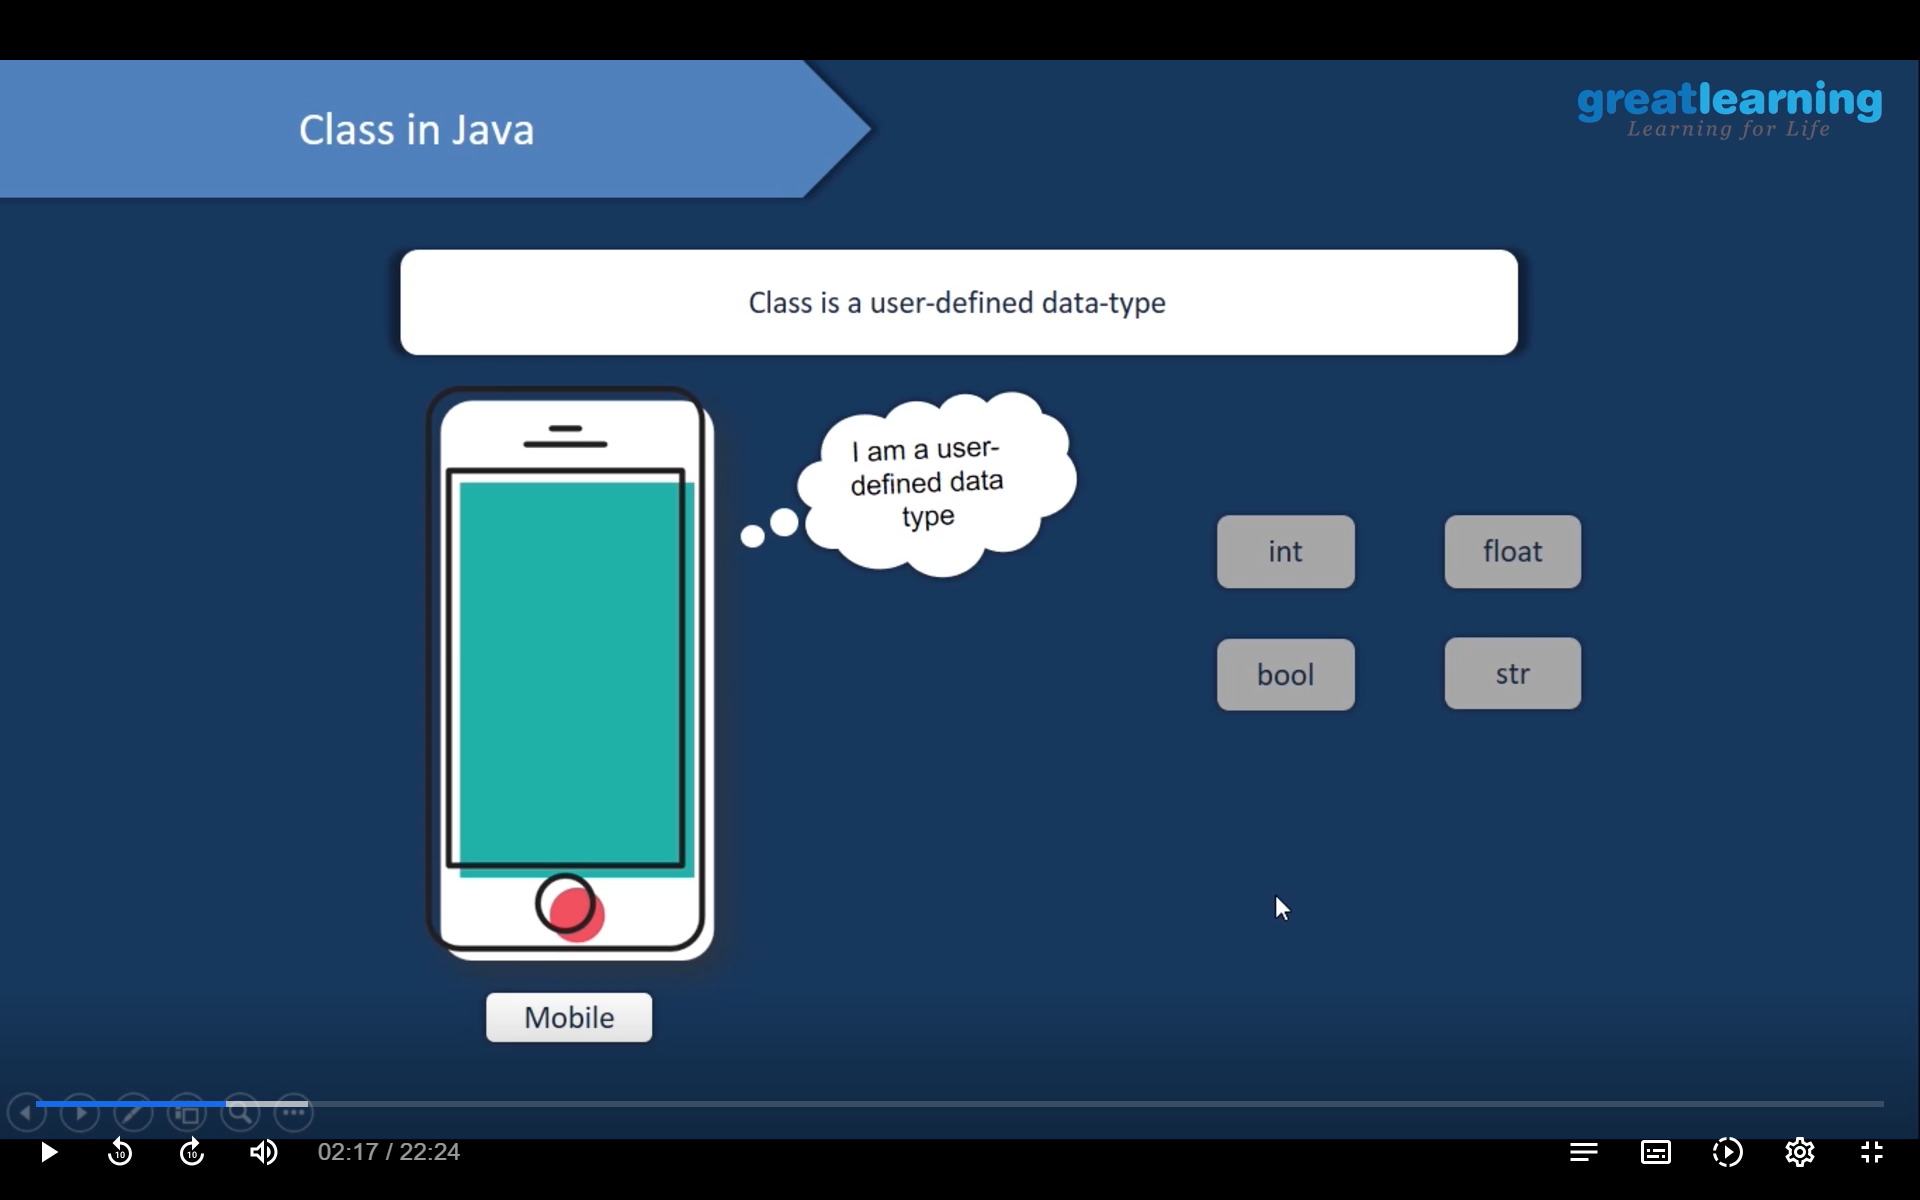 Class in Java
greatlearning
Learning for Life
Class is a user-defined data-type
I am a user-
defined data
type
int
float
bool
str
Mobile
10
10
02:17 / 22:24